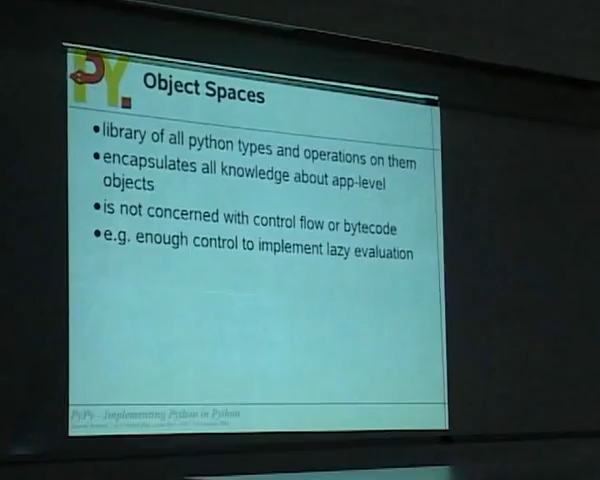 PY.
Object Spaces
•library of all python types and operations on them
•encapsulates all knowledge about app-level
objects
•is not concerned with control flow or bytecode
•e.g. enough control to implement lazy evaluation
PyPy - Implementing Python in Python